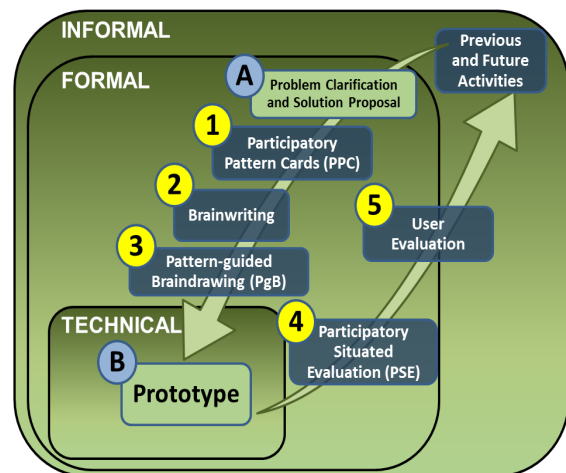 INFORMAL
Previous
and Future
Activities
FORMAL
A
Problem Clarification
and Solution Proposal
1
Participatory
Pattern Cards (PPC)
2
Brainwriting
5
User
Evaluation
3
Pattern-guided
Braindrawing (PgB)
TECHNICAL
4
Participatory
Situated
Evaluation (PSE)
B
Prototype